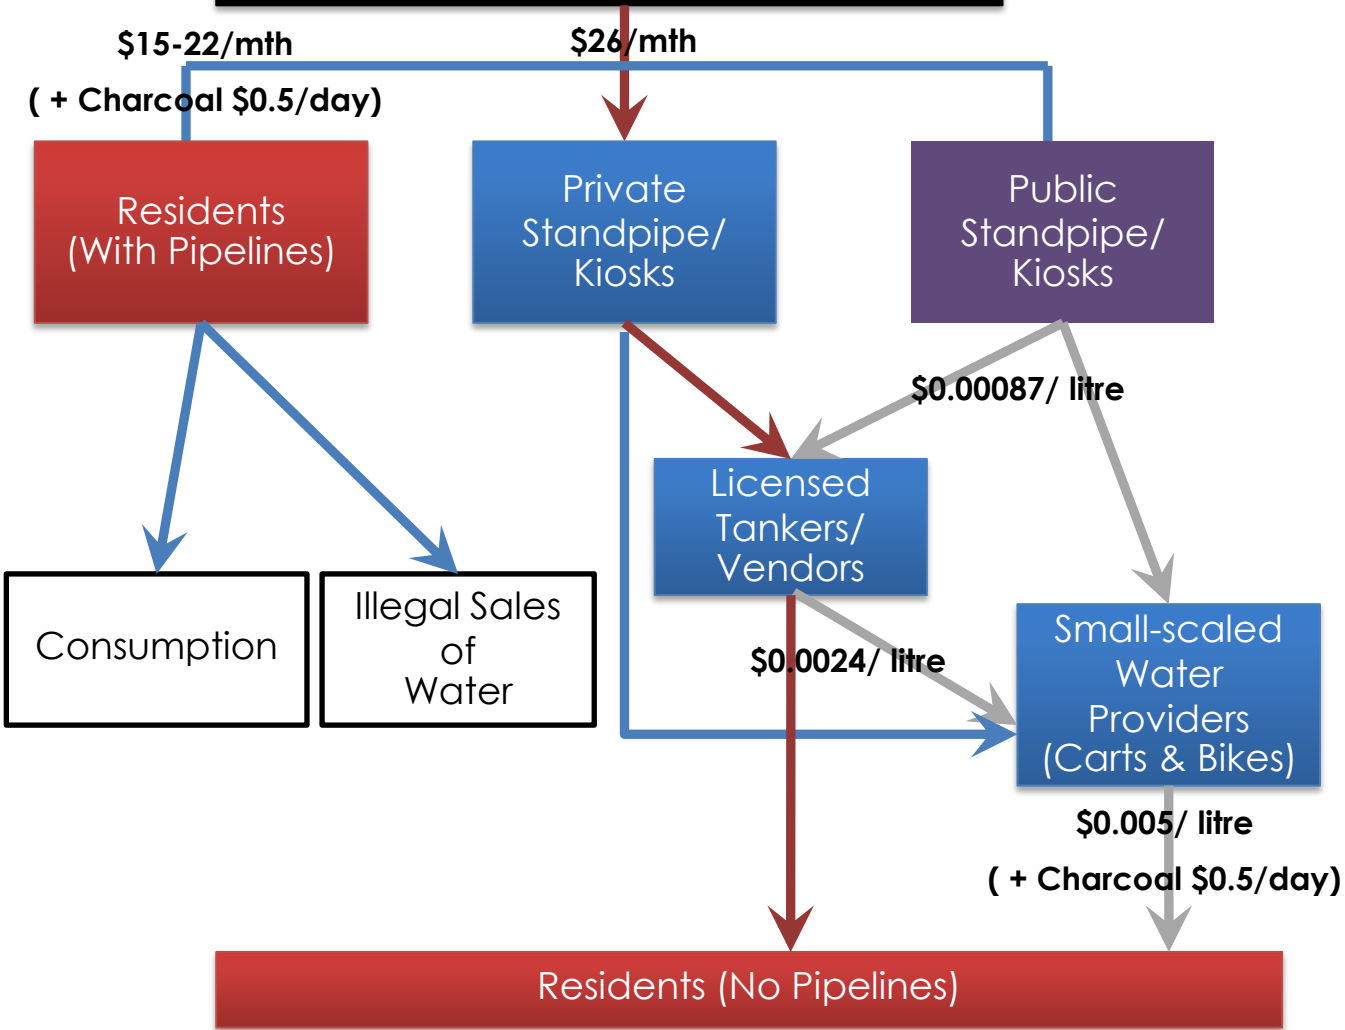 $15-22/mth
$26/mth
( + Charcoal $0.5/day)
Residents
(With Pipelines)
Private
Standpipe/
Kiosks
Public
Standpipe/
Kiosks
$0.00087/ litre
Licensed
Tankers/
Vendors
Consumption
Illegal Sales
of
Water
$0.0024/ litre
Small-scaled
Water
Providers
(Carts & Bikes)
$0.005/ litre
( + Charcoal $0.5/day)
Residents (No Pipelines)